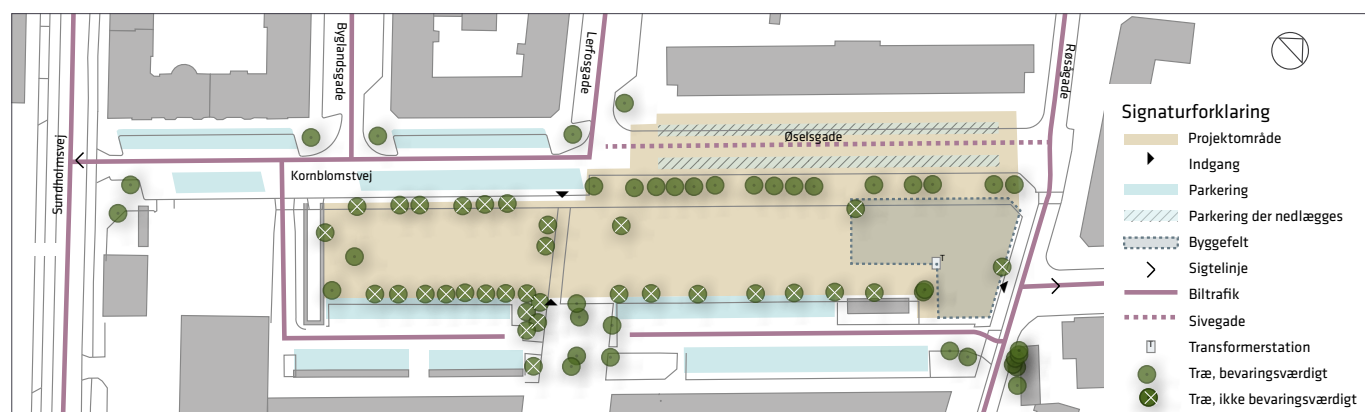 Sundholmsvej
Byglandsgade
Lerfosgade
Røsågade
Øselsgade
Kornblomstvej
T
Signaturforklaring
Projektområde
Indgang
Parkering
Parkering der nedlægges
Byggefelt
Sigtelinje
Biltrafik
Sivegade
T
Transformerstation
Træ, bevaringsværdigt
Træ, ikke bevaringsværdigt